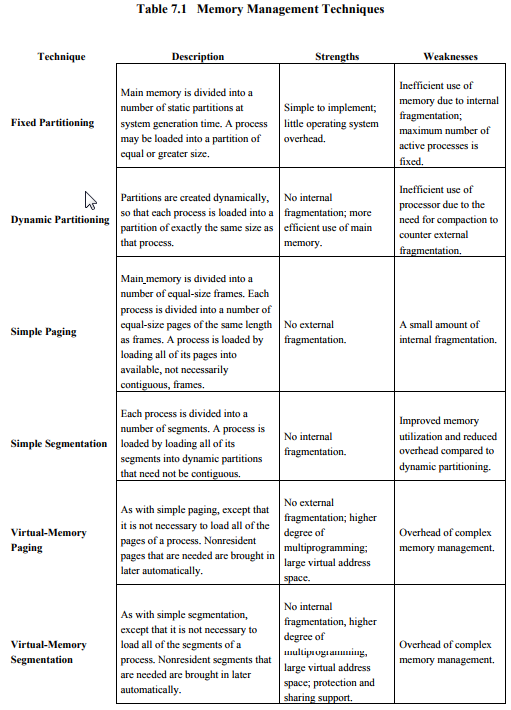 Table 7.1 Memory Management Techniques
Technique
Description
Strengths
Weaknesses
Fixed Partitioning
Main memory is divided into a
number of static partitions at
system generation time. A process
may be loaded into a partition of
equal or greater size.
Simple to implement;
little operating system
overhead.
Inefficient use of
memory due to internal
fragmentation;
maximum number of
active processes is
fixed.
Dynamic Partitioning
Partitions are created dynamically,
so that each process is loaded into a
partition of exactly the same size as
that process.
No internal
fragmentation; more
efficient use of main
memory.
Inefficient use of
processor due to the
need for compaction to
counter external
fragmentation.
Simple Paging
Main memory is divided into a
number of equal-size frames. Each
process is divided into a number of
equal-size pages of the same length
as frames. A process is loaded by
loading all of its pages into
available, not necessarily
contiguous, frames.
No external
fragmentation.
A small amount of
internal fragmentation.
Simple Segmentation
Each process is divided into a
number of segments. A process is
loaded by loading all of its
segments into dynamic partitions
that need not be contiguous.
No internal
fragmentation.
Improved memory
utilization and reduced
overhead compared to
dynamic partitioning.
Virtual-Memory
Paging
As with simple paging, except that
it is not necessary to load all of the
pages of a process. Nonresident
pages that are needed are brought in
later automatically.
No external
fragmentation; higher
degree of
multiprogramming;
large virtual address
space.
Overhead of complex
memory management.
Virtual-Memory
Segmentation
As with simple segmentation,
except that it is not necessary to
load all of the segments of a
process. Nonresident segments that
are needed are brought in later
automatically.
No internal
fragmentation, higher
degree of
multiprogramming,
large virtual address
space; protection and
sharing support.
Overhead of complex
memory management.